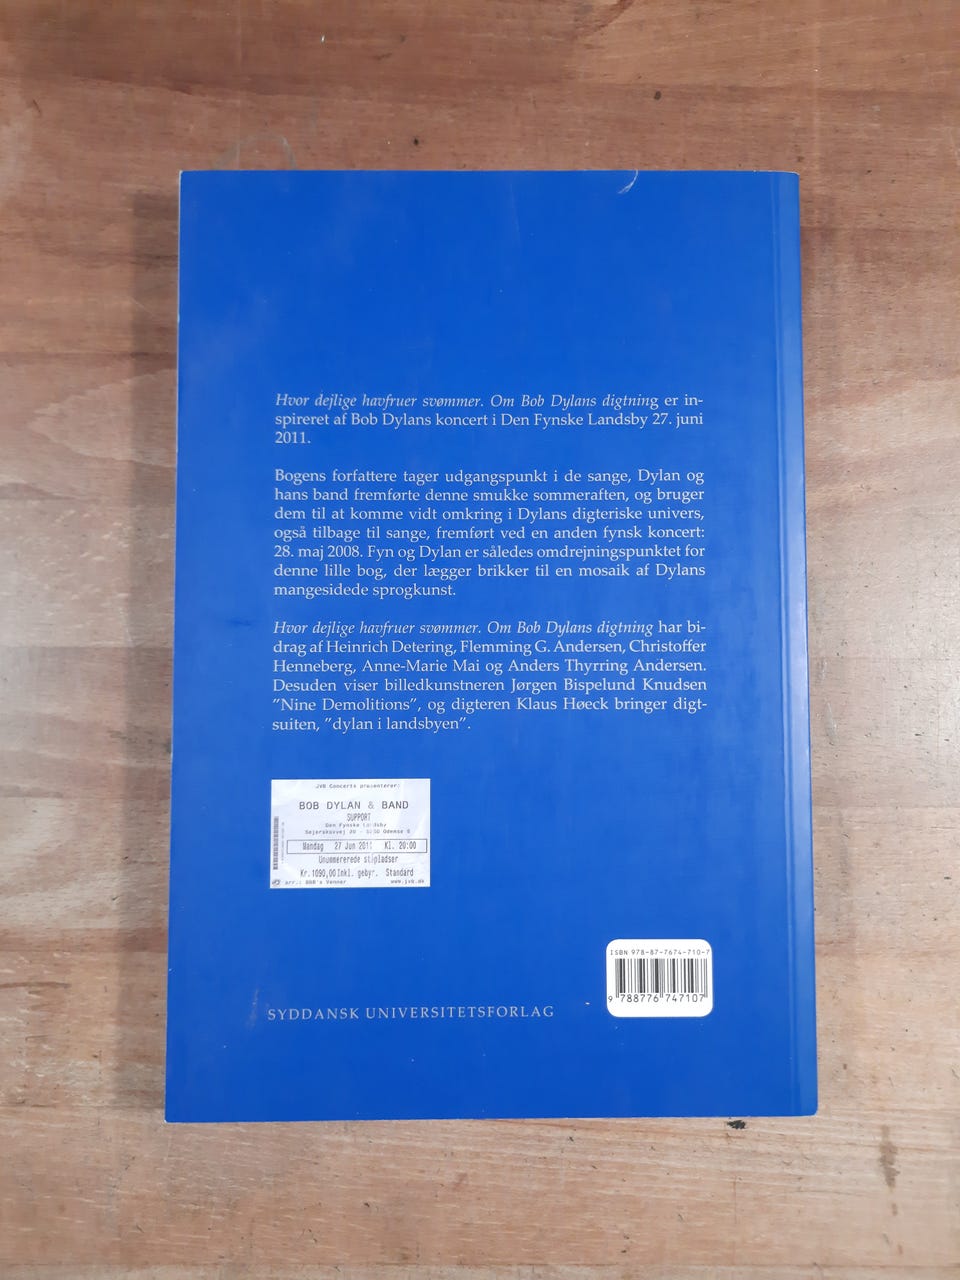 Hvor dejlige havfruer svømmer. Om Bob Dylans digtning er in-
spireret af Bob Dylans koncert i Den Fynske Landsby 27. juni
2011.
Bogens forfattere tager udgangspunkt i de sange, Dylan og
hans band fremførte denne smukke sommeraften, og bruger
dem til at komme vidt omkring i Dylans digteriske univers,
også tilbage til sange, fremført ved en anden fynsk koncert:
28. maj 2008. Fyn og Dylan er således omdrejningspunktet for
denne lille bog, der lægger brikker til en mosaik af Dylans
mangesidede sprogkunst.
Hvor dejlige havfruer svømmer. Om Bob Dylans digtning har bi-
drag af Heinrich Detering, Flemming G. Andersen, Christoffer
Henneberg, Anne-Marie Mai og Anders Thyrring Andersen.
Desuden viser billedkunstneren Jørgen Bispelund Knudsen
"Nine Demolitions", og digteren Klaus Høeck bringer digt-
suiten, "dylan i landsbyen".
JVB Concerts præsenterer:
BOB DYLAN & BAND
SUPPORT
Den Fynske Landsby
Sejerskovvej 20 - 5260 Odense S
Mandag 27 Jun 2011 Kl. 20:00
Unummererede ståpladser
Kr.1090,00 Inkl. gebyr. Standard
arr.: BBB's Venner www.jvb.dk
ISBN 978-87-7674-710-7
9 788776 747107
SYDDANSK UNIVERSITETSFORLAG